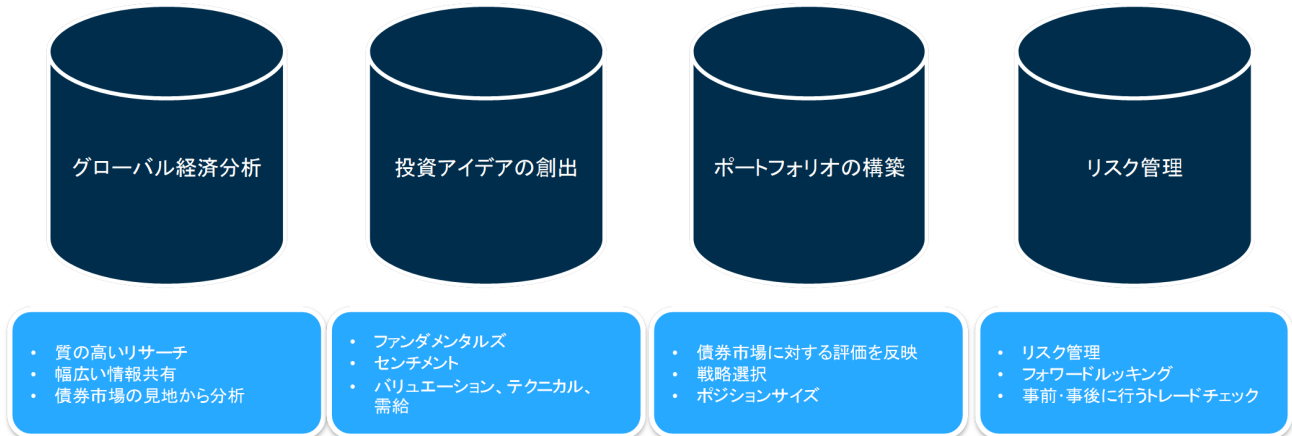 グローバル経済分析
投資アイデアの創出
ポートフォリオの構築
リスク管理
• 質の高いリサーチ
• 幅広い情報共有
• 債券市場の見地から分析
• ファンダメンタルズ
• センチメント
• バリュエーション、テクニカル、
需給
• 債券市場に対する評価を反映
• 戦略選択
• ポジションサイズ
• リスク管理
• フォワードルッキング
• 事前・事後に行うトレードチェック